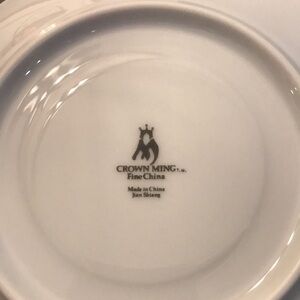 CROWN MING T.M.
Fine China
Made in China
Jian Shiang